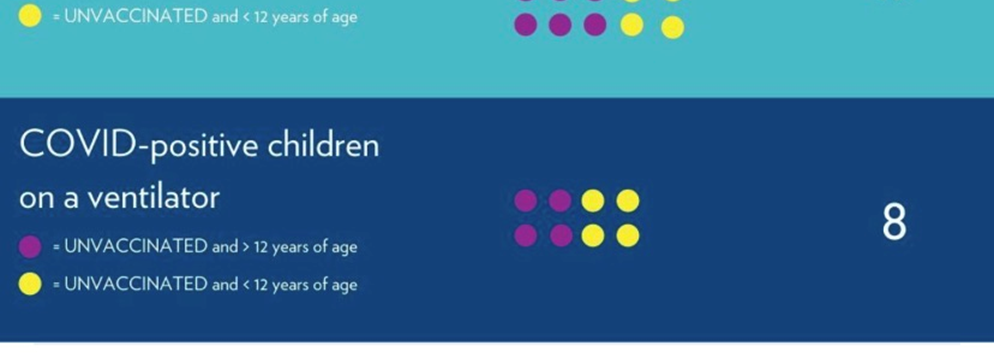 = UNVACCINATED and < 12 years of age
COVID-positive children
on a ventilator
8
= UNVACCINATED and > 12 years of age
= UNVACCINATED and < 12 years of age